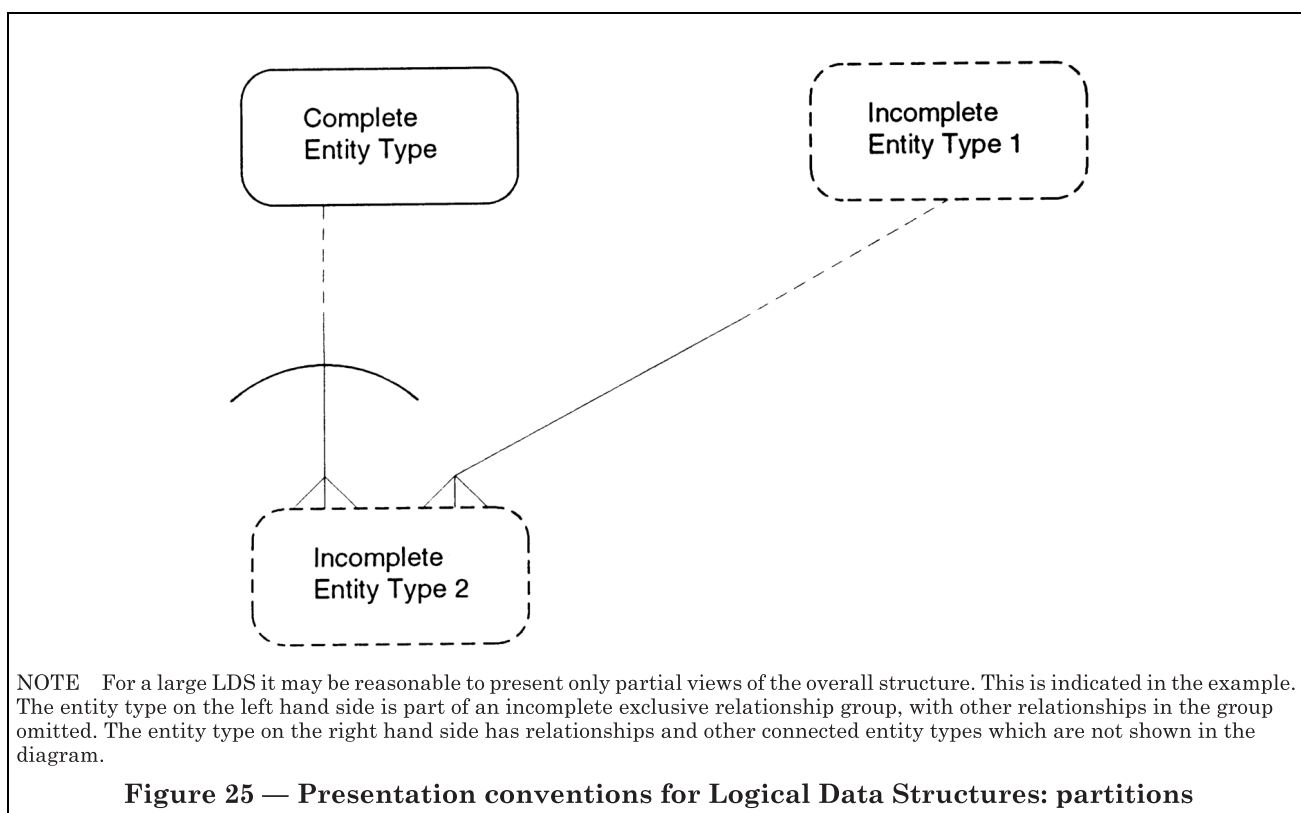 Complete
Entity Type
Incomplete
Entity Type 1
Incomplete
Entity Type 2
NOTE For a large LDS it may be reasonable to present only partial views of the overall structure. This is indicated in the example.
The entity type on the left hand side is part of an incomplete exclusive relationship group, with other relationships in the group
omitted. The entity type on the right hand side has relationships and other connected entity types which are not shown in the
diagram.
Figure 25 — Presentation conventions for Logical Data Structures: partitions